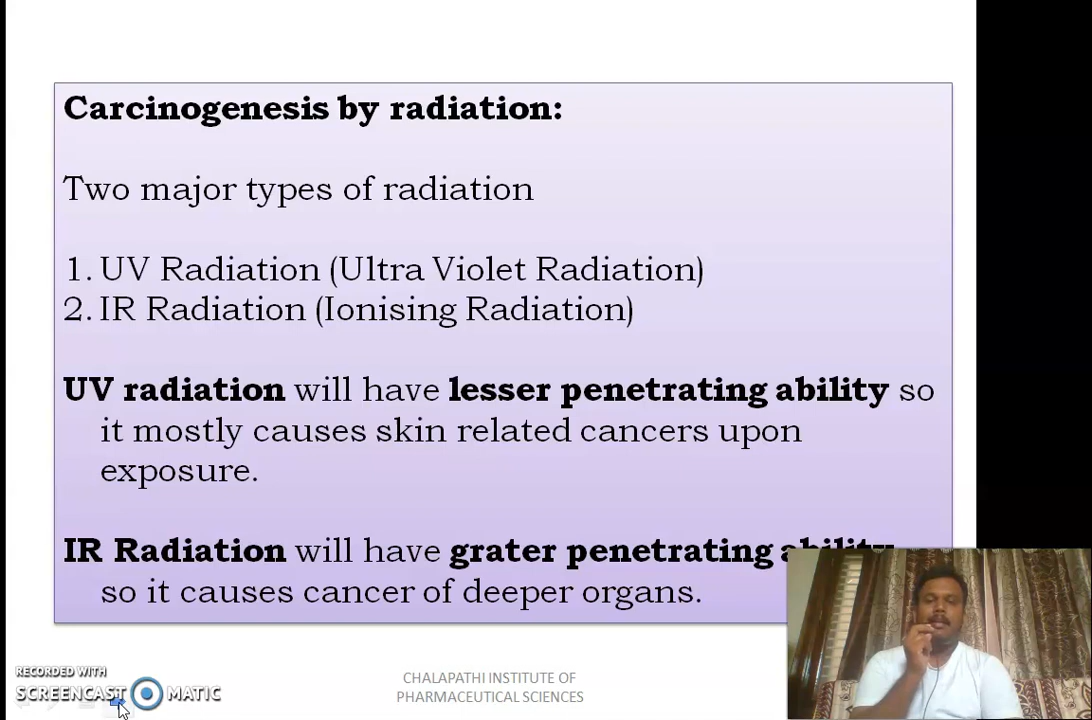 Carcinogenesis by radiation:
Two major types of radiation
1. UV Radiation (Ultra Violet Radiation)
2. IR Radiation (Ionising Radiation)
UV radiation will have lesser penetrating ability so
it mostly causes skin related cancers upon
exposure.
IR Radiation will have grater penetrating ability
so it causes cancer of deeper organs.
RECORDED WITH
SCREENCAST MATIC
CHALAPATHI INSTITUTE OF
PHARMACEUTICAL SCIENCES